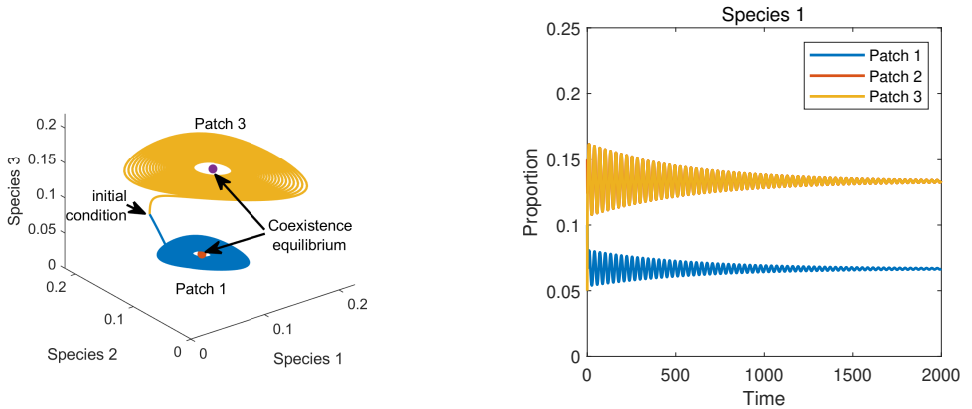 Patch 3
0.2
0.15
0.1
0.05
0
Species 3
initial
condition
Coexistence
equilibrium
Patch 1
0.2
0.1
0
Species 2
0
0.1
0.2
Species 1
Species 1
0.25
0.2
0.15
0.1
0.05
0
Proportion
Patch 1
Patch 2
Patch 3
0
500
1000
1500
2000
Time